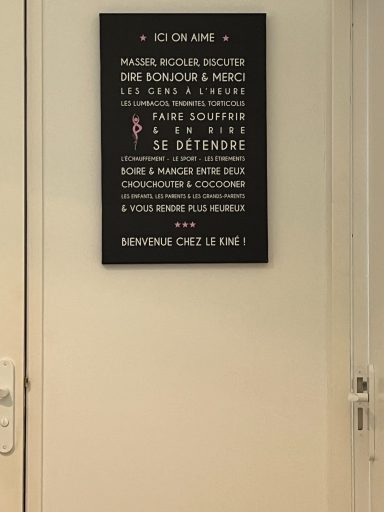 ★ ICI ON AIME ★
MASSER, RIGOLER, DISCUTER
DIRE BONJOUR & MERCI
LES GENS À L'HEURE
LES LUMBAGOS, TENDINITES, TORTICOLIS
FAIRE SOUFFRIR
& EN RIRE
SE DÉTENDRE
L'ÉCHAUFFEMENT - LE SPORT - LES ÉTIREMENTS
BOIRE & MANGER ENTRE DEUX
CHOUCHOUTER & COCOONER
LES ENFANTS, LES PARENTS & LES GRANDS-PARENTS
& VOUS RENDRE PLUS HEUREUX
★★★
BIENVENUE CHEZ LE KINÉ !